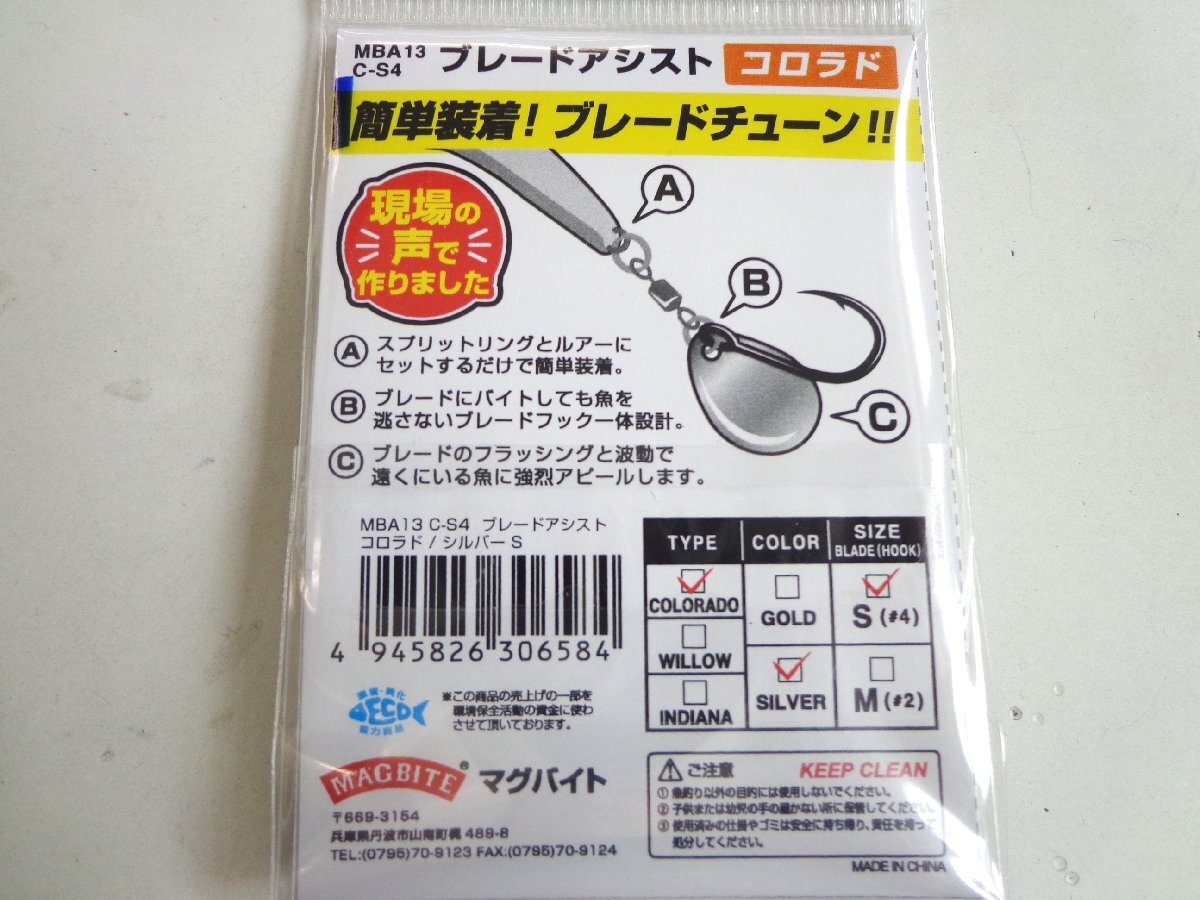 MBA13
C-S4
ブレードアシスト
コロラド
簡単装着！ブレードチューン!!
現場の
声で
作りました
A
B
C
A スプリットリングとルアーに
セットするだけで簡単装着。
B ブレードにバイトしても魚を
逃さないブレードフック一体設計。
C ブレードのフラッシングと波動で
遠くにいる魚に強烈アピールします。
MBA13 C-S4 ブレードアシスト
コロラド / シルバー S
4 945826 306584
TYPE COLOR SIZE
BLADE(HOOK)
COLORADO
GOLD
S (#4)
WILLOW
SILVER
M (#2)
INDIANA
環境・美化
ECO
協力商品
※この商品の売上げの一部を
環境保全活動の資金に使わ
させて頂いております。
MAGBITE® マグバイト
〒669-3154
兵庫県丹波市山南町梶 469-8
TEL:(0795)70-9123 FAX:(0795)70-9124
ご注意 KEEP CLEAN
① 魚釣り以外の目的には使用しないでください。
② 子供または幼児の手の届かない所に保管してください。
③ 使用済みの仕掛やゴミは安全に持ち帰り、責任を持って
処分してください。
MADE IN CHINA